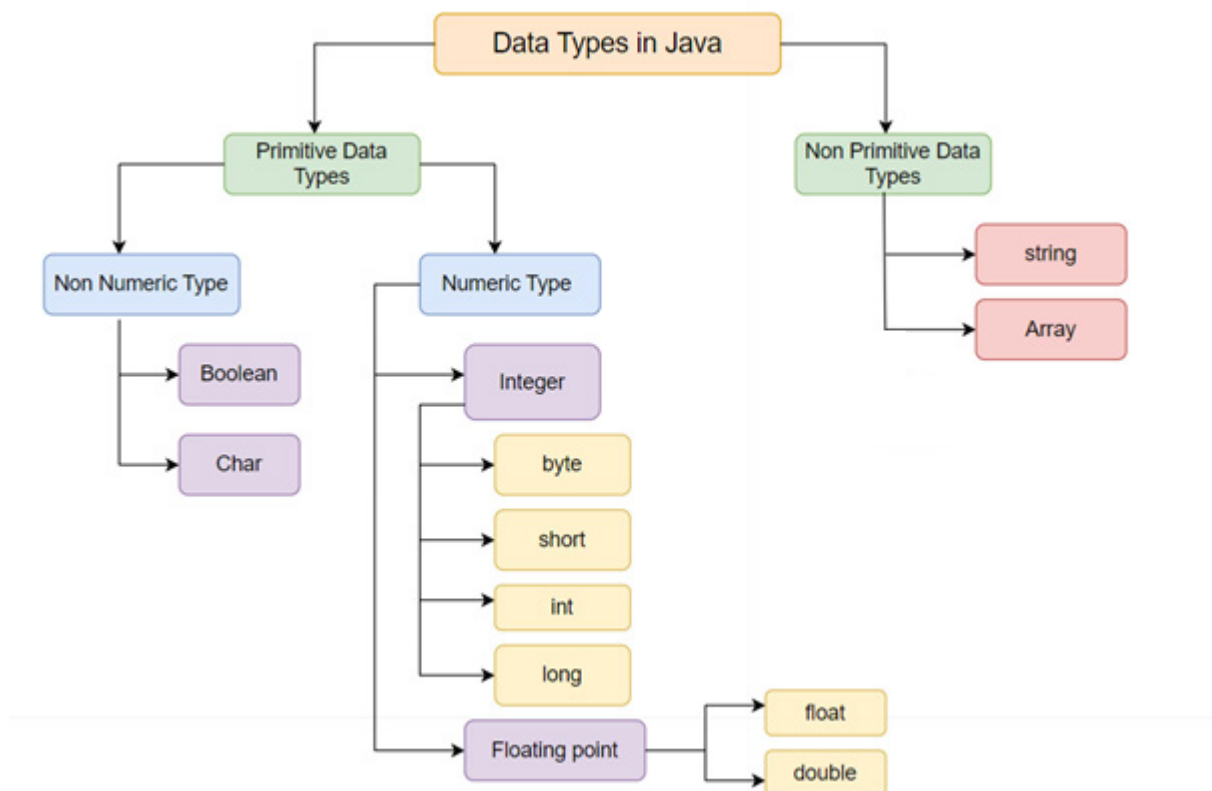 Data Types in Java
Primitive Data
Types
Non Primitive Data
Types
Non Numeric Type
Numeric Type
string
Array
Boolean
Char
Integer
byte
short
int
long
Floating point
float
double